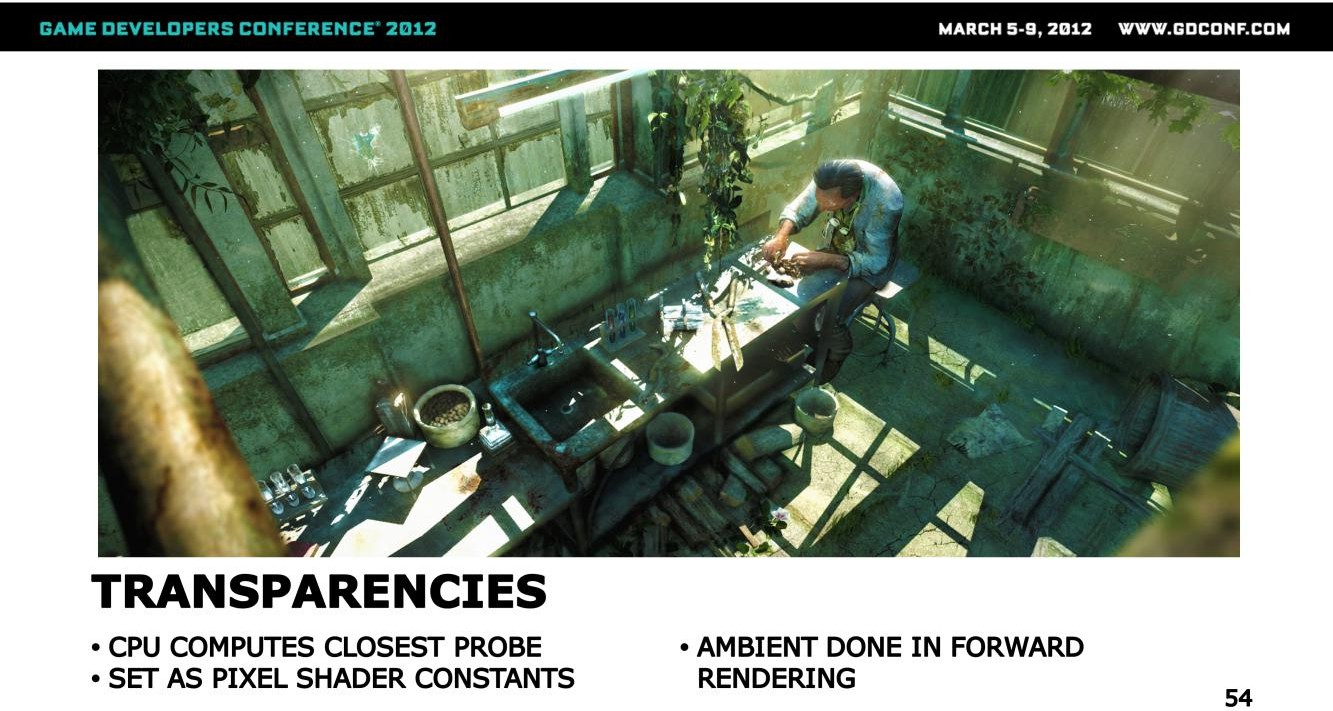 GAME DEVELOPERS CONFERENCE® 2012
MARCH 5-9, 2012 WWW.GDCONF.COM
TRANSPARENCIES
• CPU COMPUTES CLOSEST PROBE
• SET AS PIXEL SHADER CONSTANTS
• AMBIENT DONE IN FORWARD
RENDERING
54